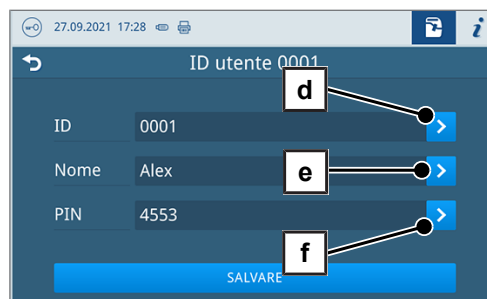 27.09.2021 17:28
ID utente 0001
d
ID 0001
Nome Alex
e
PIN 4553
f
SALVARE